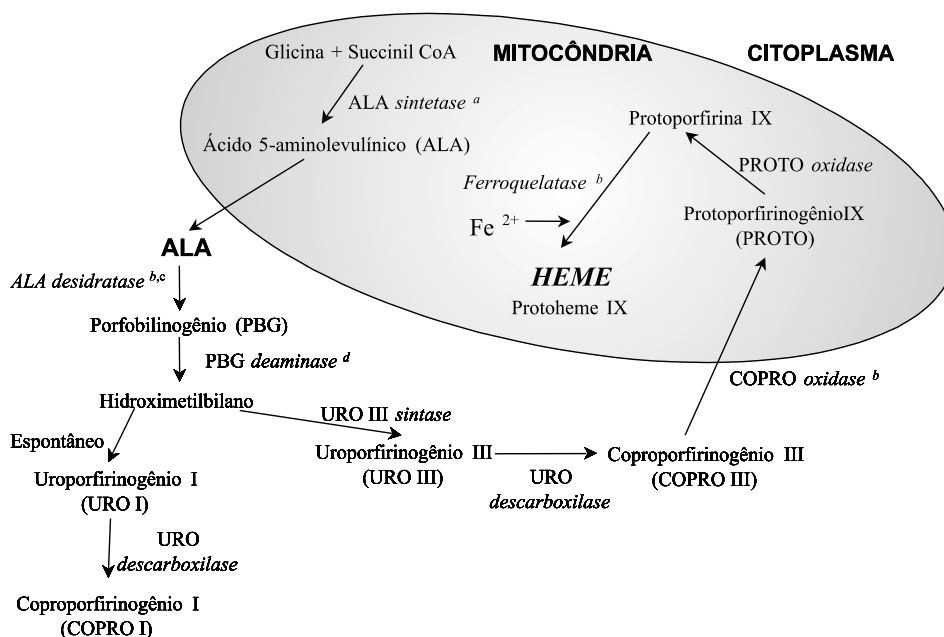 Glicina + Succinil CoA
MITOCÔNDRIA
CITOPLASMA
ALA sintetase a
Ácido 5-aminolevulínico (ALA)
Protoporfirina IX
PROTO oxidase
Ferroquelatase b
Fe 2+
ProtoporfirinogênioIX
(PROTO)
HEME
Protoheme IX
ALA
ALA desidratase b,c
Porfobilinogênio (PBG)
PBG deaminase d
COPRO oxidase b
Hidroximetilbilano
URO III sintase
Espontâneo
Uroporfirinogênio III
(URO III)
Coproporfirinogênio III
(COPRO III)
URO
descarboxilase
Uroporfirinogênio I
(URO I)
URO
descarboxilase
Coproporfirinogênio I
(COPRO I)